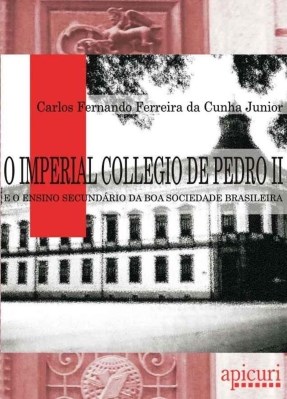 Carlos Fernando Ferreira da Cunha Junior
O IMPERIAL COLLEGIO DE PEDRO II
E O ENSINO SECUNDÁRIO DA BOA SOCIEDADE BRASILEIRA
apicuri